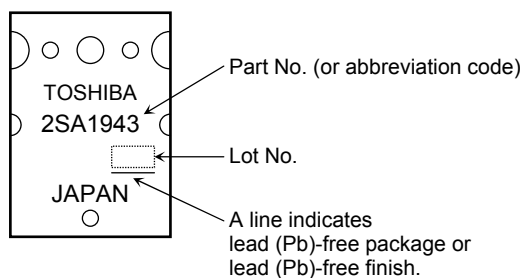 Part No. (or abbreviation code)
TOSHIBA
2SA1943
Lot No.
JAPAN
A line indicates
lead (Pb)-free package or
lead (Pb)-free finish.